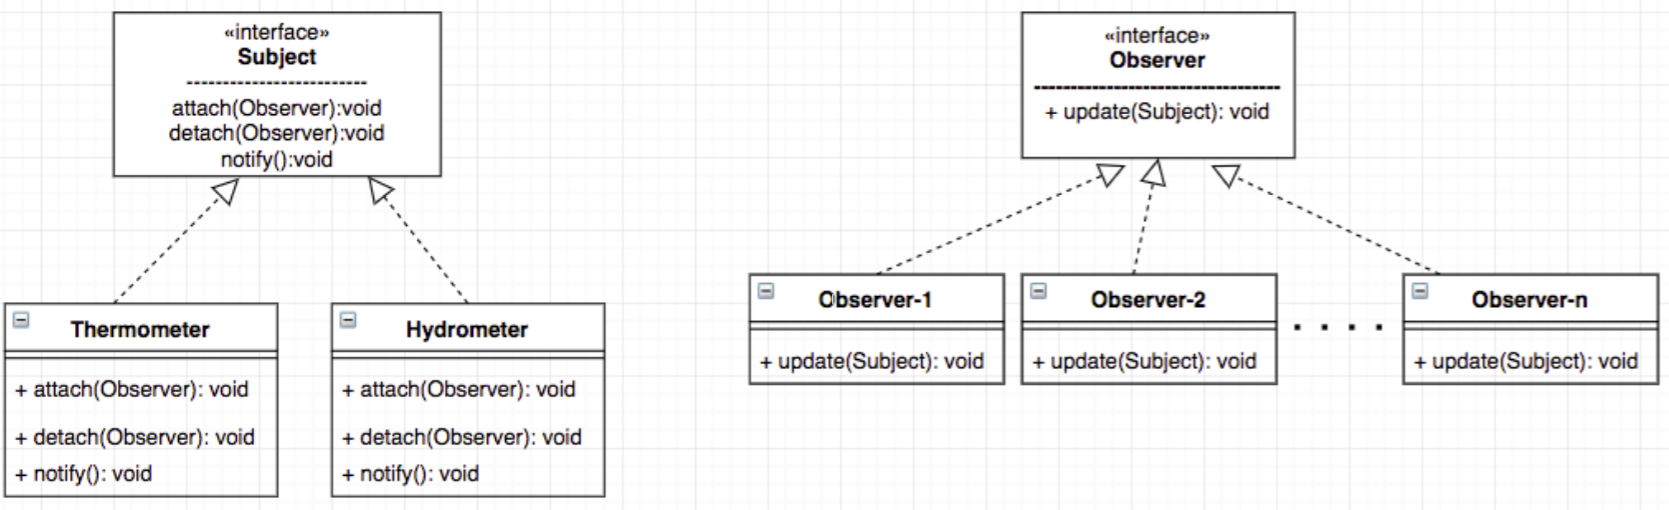 «interface»
Subject
-------------------------
attach(Observer):void
detach(Observer):void
notify():void
«interface»
Observer
----------------------------------
+ update(Subject): void
Thermometer
+ attach(Observer): void
+ detach(Observer): void
+ notify(): void
Hydrometer
+ attach(Observer): void
+ detach(Observer): void
+ notify(): void
Observer-1
+ update(Subject): void
Observer-2
+ update(Subject): void
. . . .
Observer-n
+ update(Subject): void